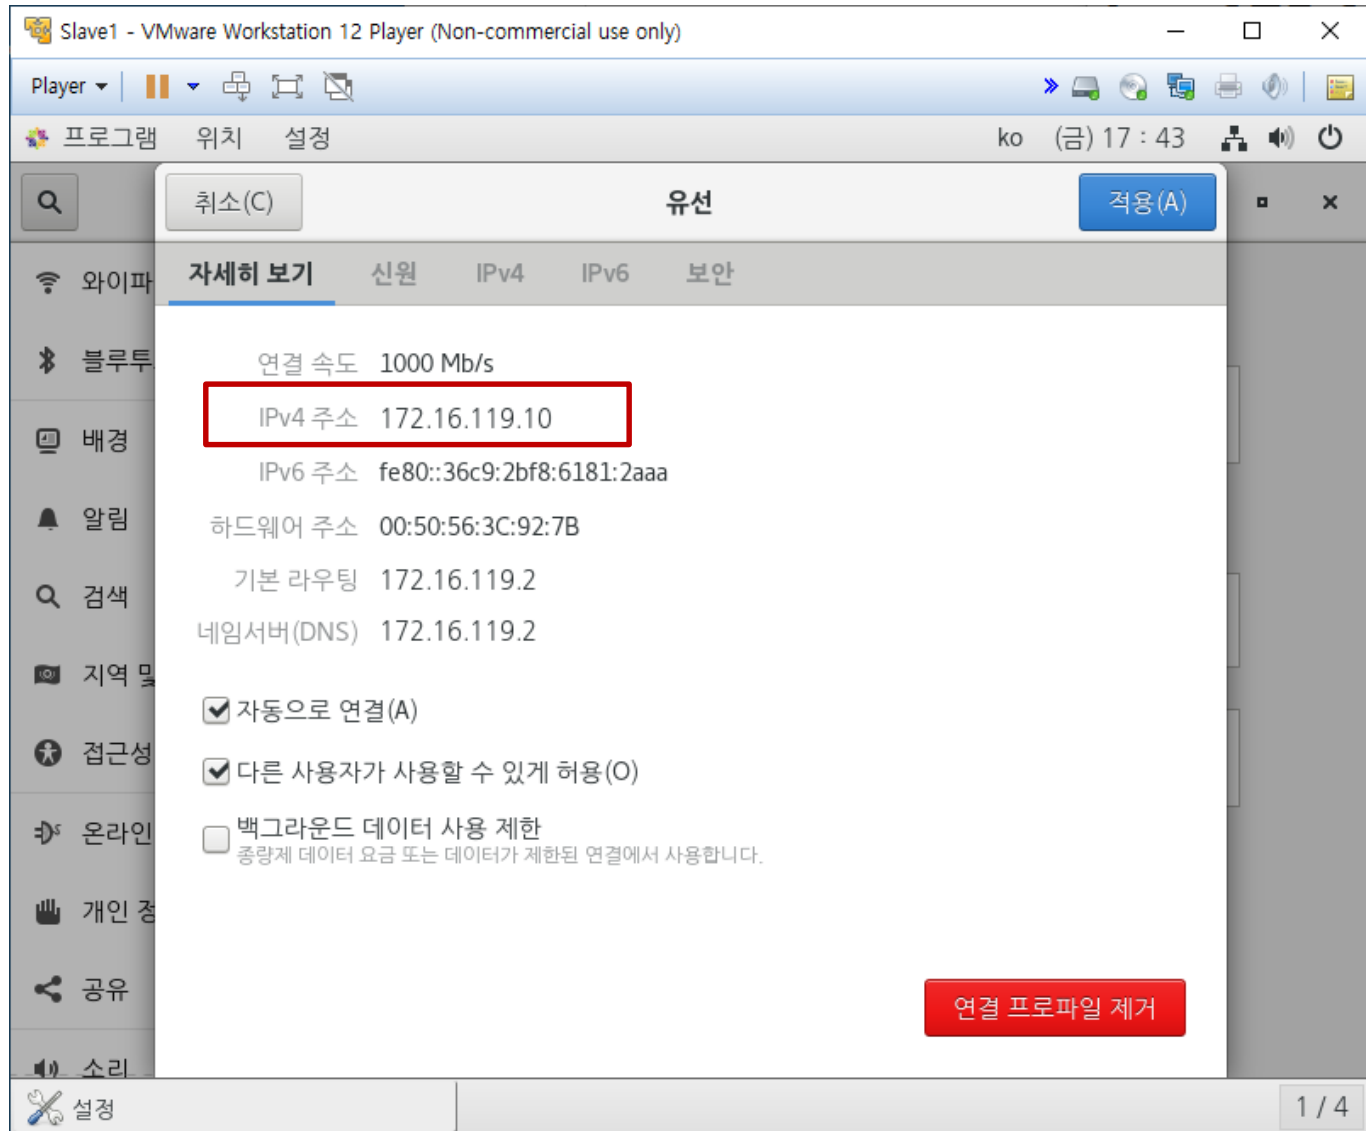 Slave1 - VMware Workstation 12 Player (Non-commercial use only)
Player
프로그램 위치 설정 ko (금) 17 : 43
취소(C) 유선 적용(A)
자세히 보기 신원 IPv4 IPv6 보안
와이파
블루투
배경
알림
검색
지역 및
접근성
온라인
개인 정
공유
소리
연결 속도 1000 Mb/s
IPv4 주소 172.16.119.10
IPv6 주소 fe80::36c9:2bf8:6181:2aaa
하드웨어 주소 00:50:56:3C:92:7B
기본 라우팅 172.16.119.2
네임서버(DNS) 172.16.119.2
자동으로 연결(A)
다른 사용자가 사용할 수 있게 허용(O)
백그라운드 데이터 사용 제한
종량제 데이터 요금 또는 데이터가 제한된 연결에서 사용합니다.
연결 프로파일 제거
설정 1 / 4